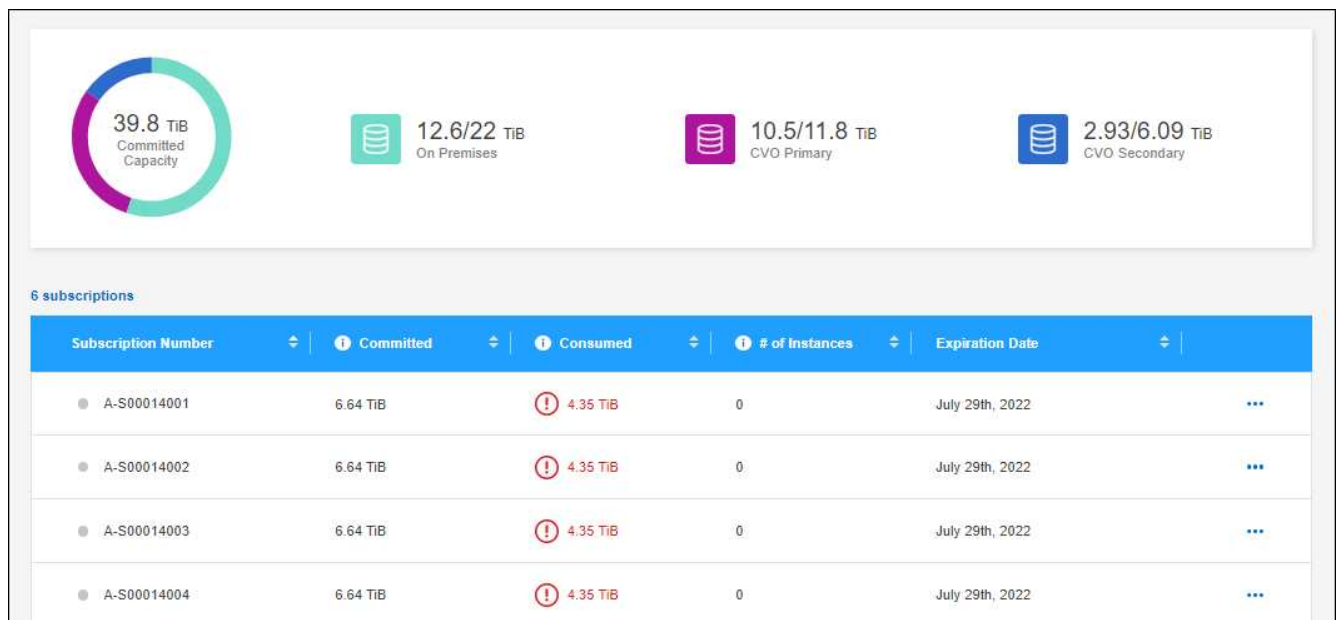 39.8 TiB
Committed
Capacity
12.6/22 TiB
On Premises
10.5/11.8 TiB
CVO Primary
2.93/6.09 TiB
CVO Secondary
6 subscriptions
Subscription Number Committed Consumed # of Instances Expiration Date
A-S00014001 6.64 TiB 4.35 TiB 0 July 29th, 2022
A-S00014002 6.64 TiB 4.35 TiB 0 July 29th, 2022
A-S00014003 6.64 TiB 4.35 TiB 0 July 29th, 2022
A-S00014004 6.64 TiB 4.35 TiB 0 July 29th, 2022